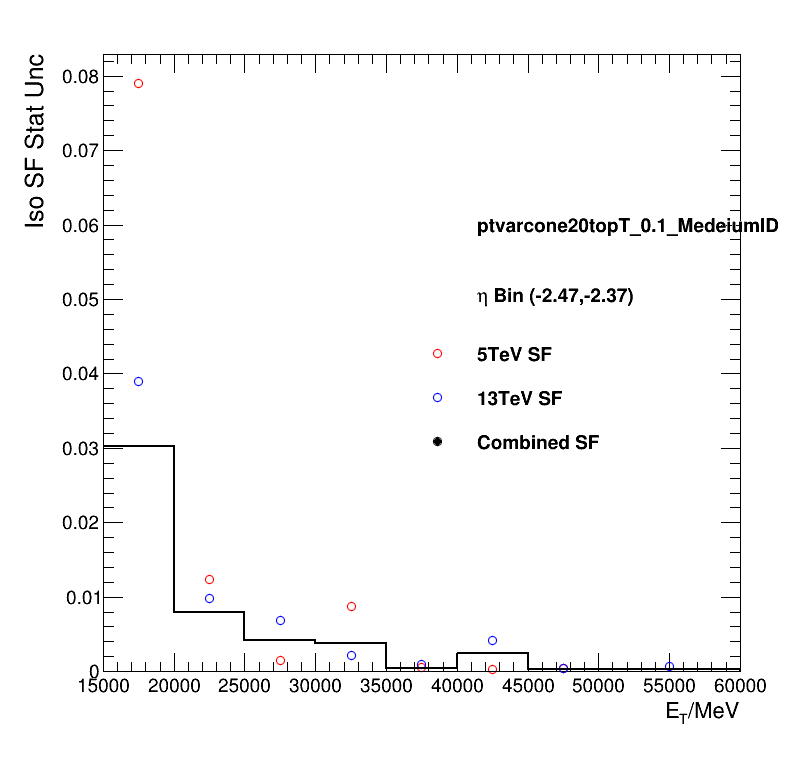 Iso SF Stat Unc
0.08
0.07
0.06
0.05
0.04
0.03
0.02
0.01
0
ptvarcone20topT_0.1_MedeiumID
η Bin (-2.47,-2.37)
5TeV SF
13TeV SF
Combined SF
15000 20000 25000 30000 35000 40000 45000 50000 55000 60000
E_T/MeV